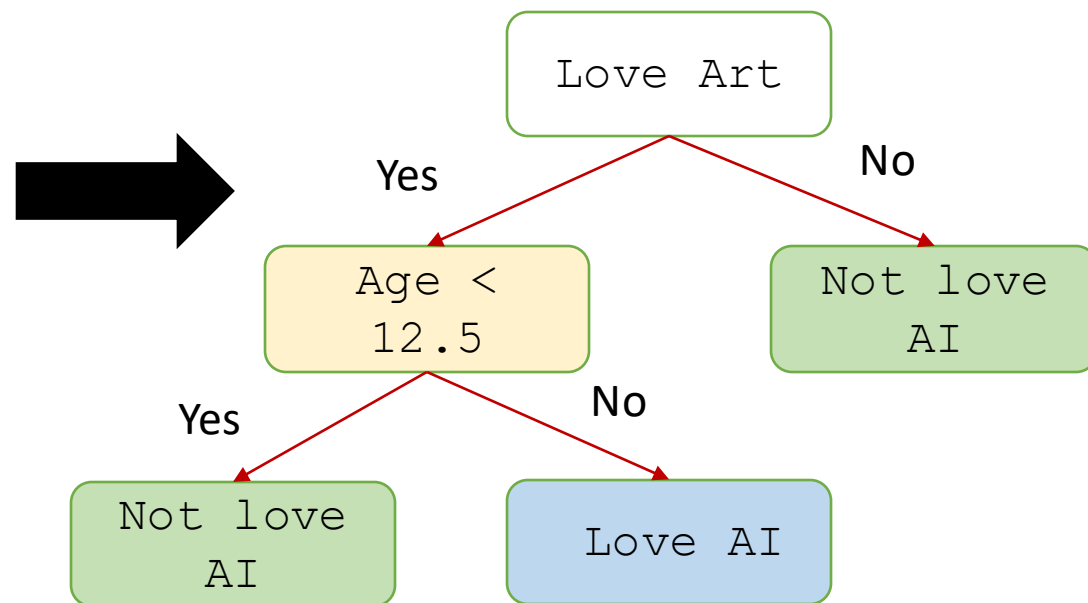 Love Art
Yes
No
Age <
12.5
Not love
AI
Yes
No
Not love
AI
Love AI